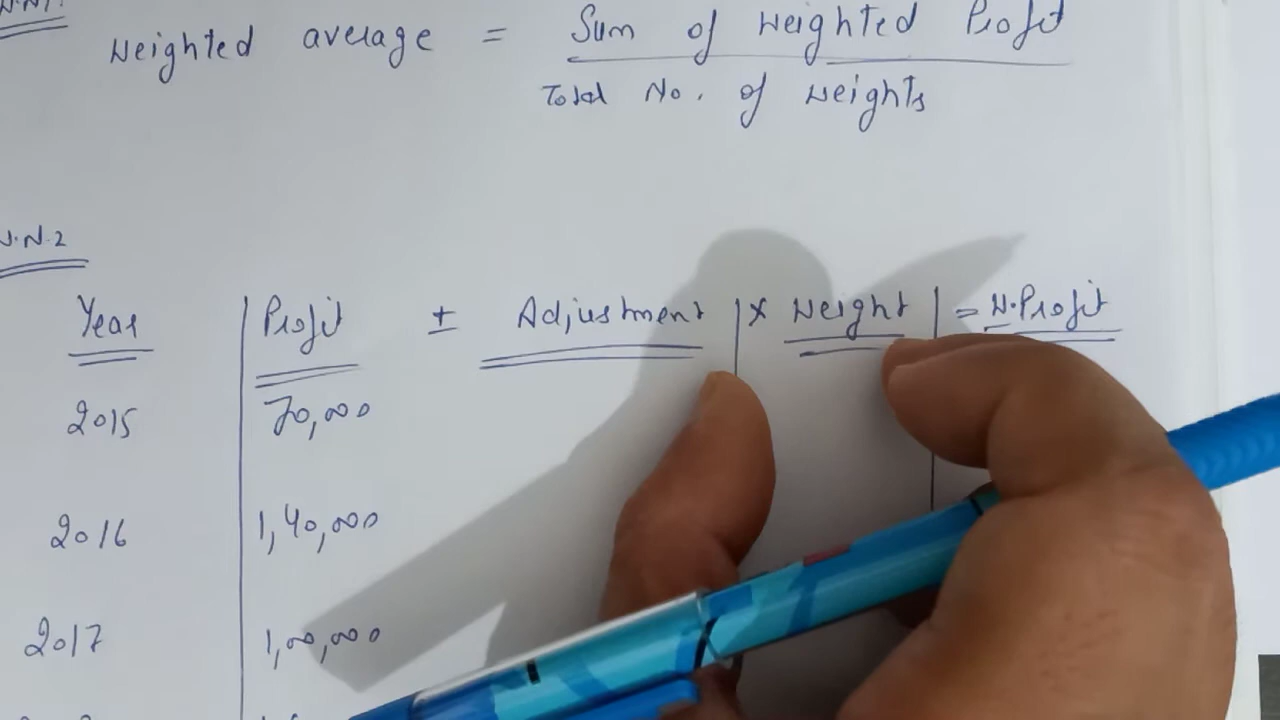 Weighted average = Sum of Weighted Profit
Total No. of Weights
W.N.2
Year Profit ± Adjustment × Weight = W.Profit
2015 70,000
2016 1,40,000
2017 1,00,000